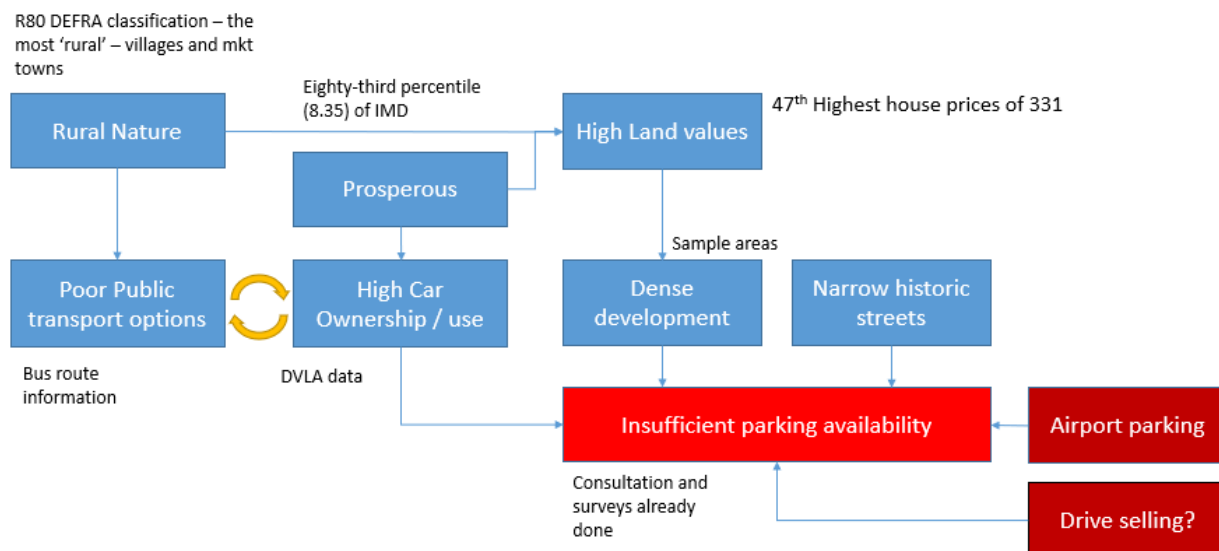 R80 DEFRA classification – the
most ‘rural’ – villages and mkt
towns
Eighty-third percentile
(8.35) of IMD
47th Highest house prices of 331
Rural Nature
High Land values
Prosperous
Sample areas
Poor Public
transport options
High Car
Ownership / use
Dense
development
Narrow historic
streets
Bus route
information
DVLA data
Insufficient parking availability
Airport parking
Consultation and
surveys already
done
Drive selling?